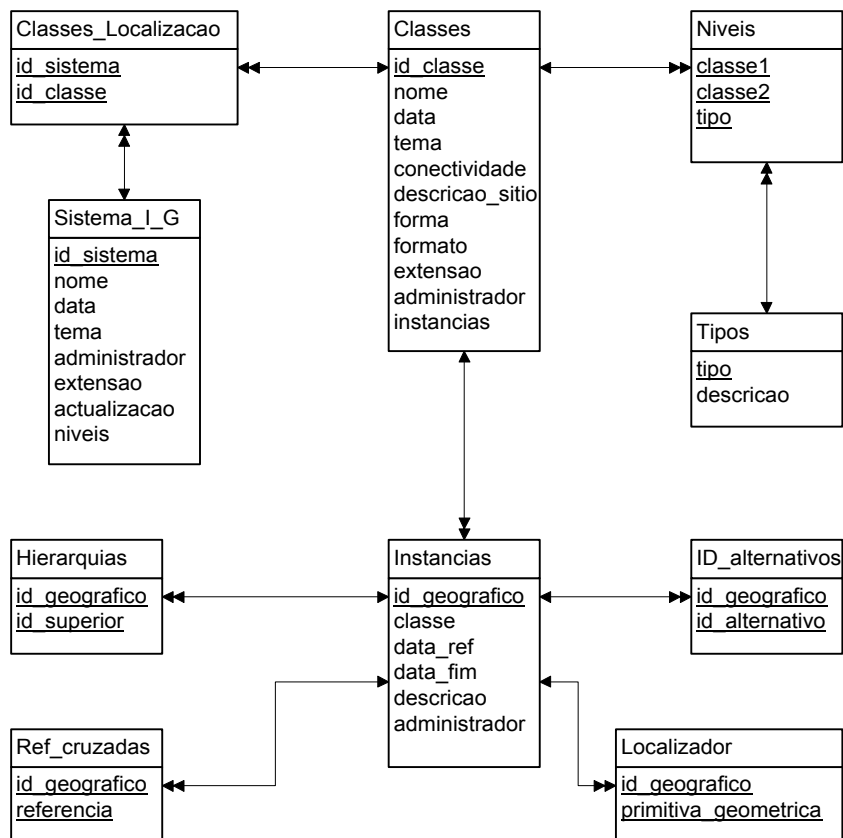 Classes_Localizacao
id_sistema
id_classe
Classes
id_classe
nome
data
tema
conectividade
descricao_sitio
forma
formato
extensao
administrador
instancias
Niveis
classe1
classe2
tipo
Sistema_I_G
id_sistema
nome
data
tema
administrador
extensao
actualizacao
niveis
Tipos
tipo
descricao
Hierarquias
id_geografico
id_superior
Instancias
id_geografico
classe
data_ref
data_fim
descricao
administrador
ID_alternativos
id_geografico
id_alternativo
Ref_cruzadas
id_geografico
referencia
Localizador
id_geografico
primitiva_geometrica